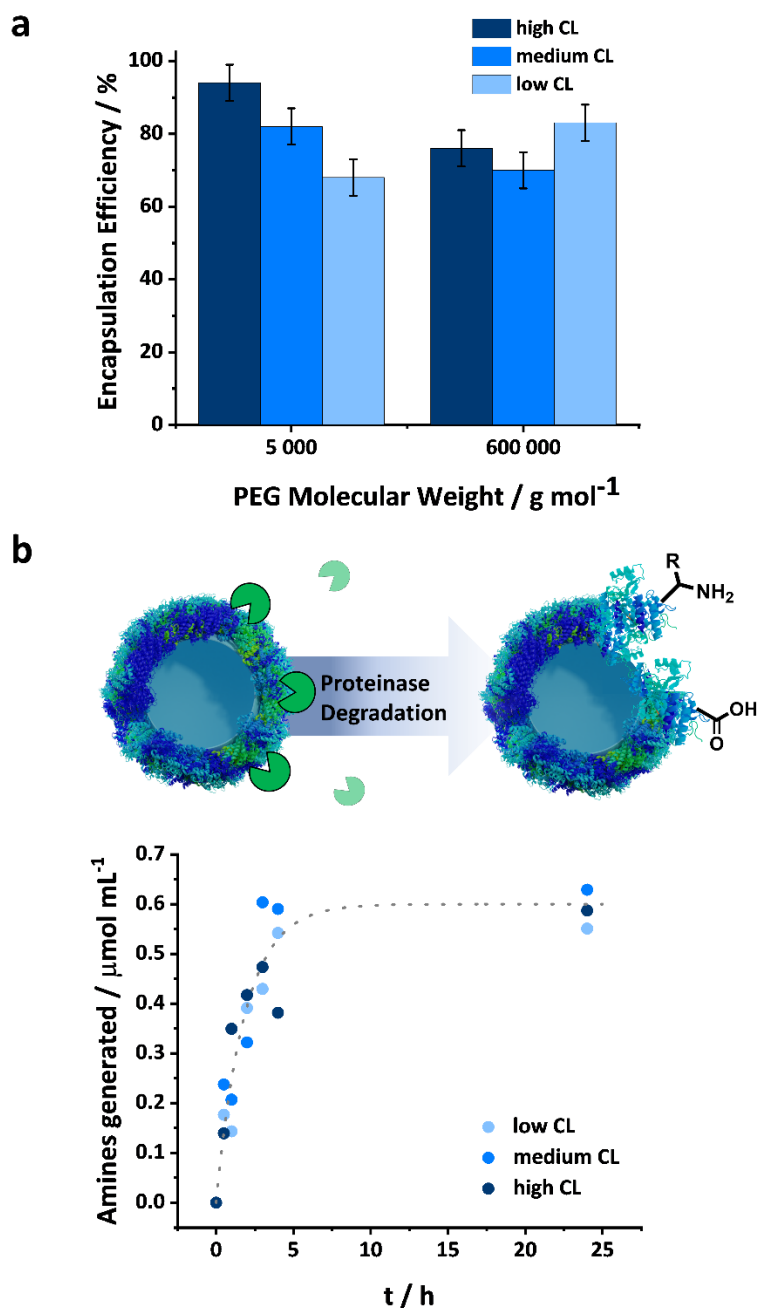 a
high CL
medium CL
low CL
100
80
60
40
20
0
Encapsulation Efficiency / %
5 000
600 000
PEG Molecular Weight / g mol⁻¹
b
Proteinase
Degradation
R
NH₂
OH
O
0.7
0.6
0.5
0.4
0.3
0.2
0.1
0.0
Amines generated / μmol mL⁻¹
low CL
medium CL
high CL
0
5
10
15
20
25
t / h